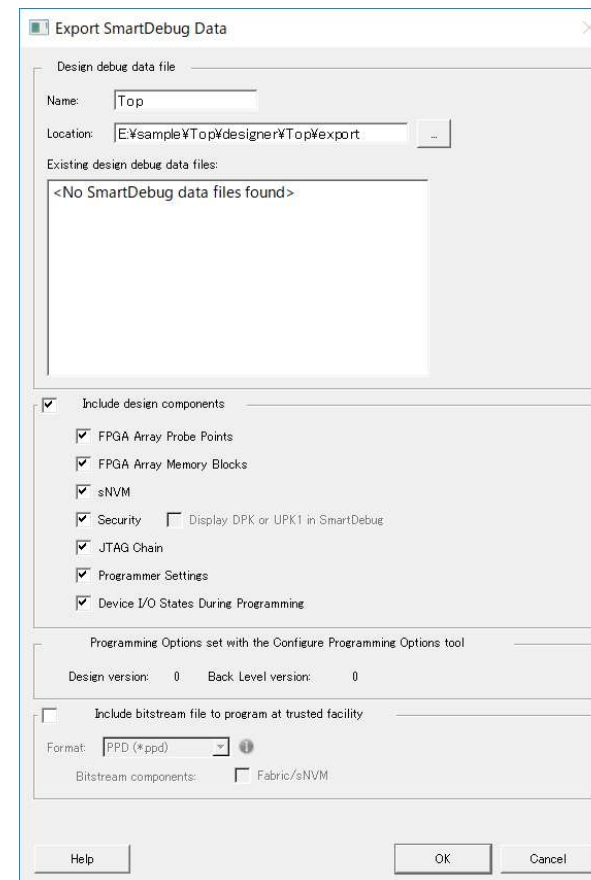 Export SmartDebug Data
Design debug data file
Name: Top
Location: E:¥sample¥Top¥designer¥Top¥export ...
Existing design debug data files:
<No SmartDebug data files found>
Include design components
FPGA Array Probe Points
FPGA Array Memory Blocks
sNVM
Security Display DPK or UPK1 in SmartDebug
JTAG Chain
Programmer Settings
Device I/O States During Programming
Programming Options set with the Configure Programming Options tool
Design version: 0 Back Level version: 0
Include bitstream file to program at trusted facility
Format: PPD (*.ppd)
Bitstream components: Fabric/sNVM
Help OK Cancel